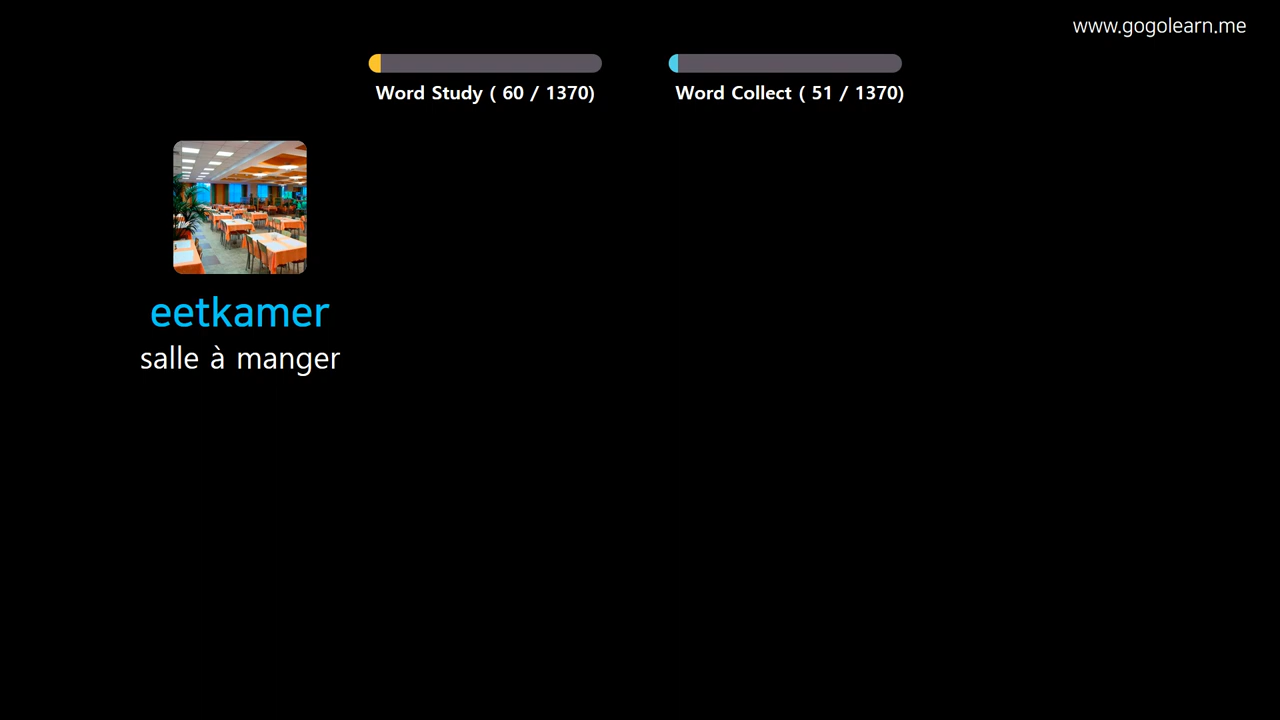 www.gogolearn.me
Word Study ( 60 / 1370)
Word Collect ( 51 / 1370)
eetkamer
salle à manger